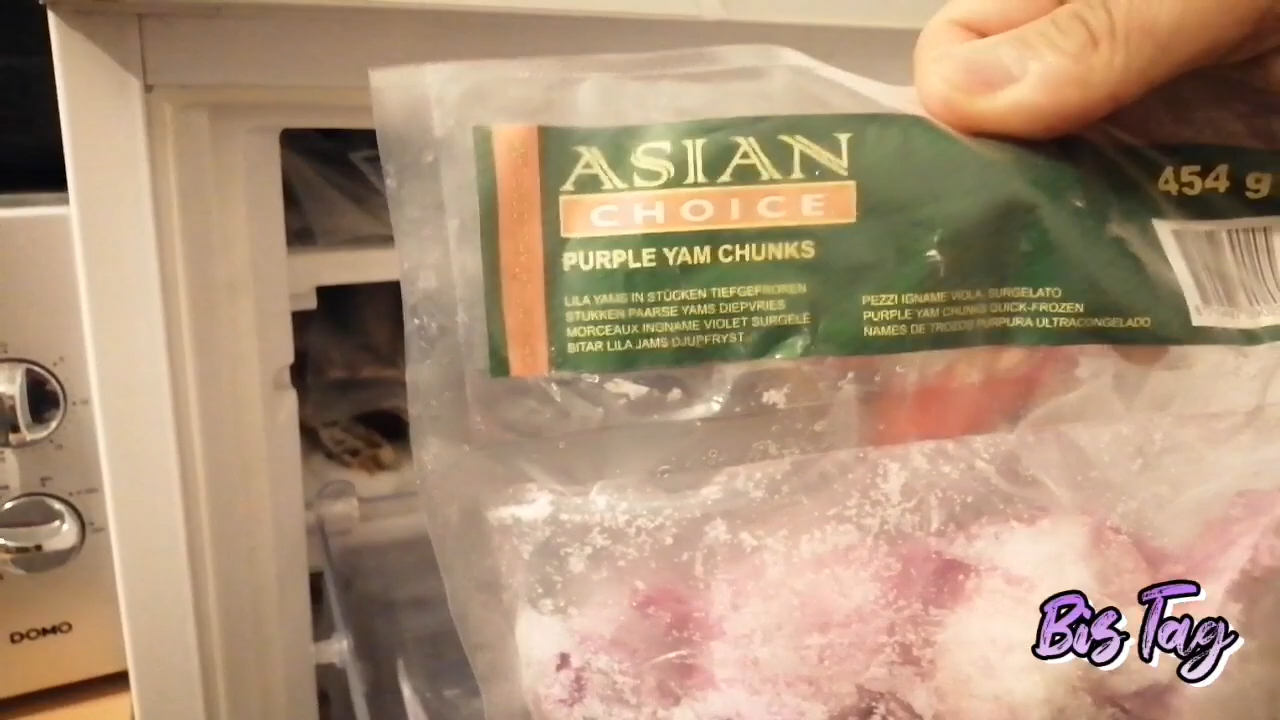 ASIAN
CHOICE
PURPLE YAM CHUNKS
454 g
LILA YAMS IN STÜCKEN TIEFGEFROREN
STUKKEN PAARSE YAMS DIEPVRIES
MORCEAUX INGNAME VIOLET SURGELÉ
BITAR LILA JAMS DJUPFRYST
PEZZI IGNAME VIOLA SURGELATO
PURPLE YAM CHUNKS QUICK-FROZEN
NAMES DE TROZOS PURPURA ULTRACONGELADO
DOMO
Bis Tag